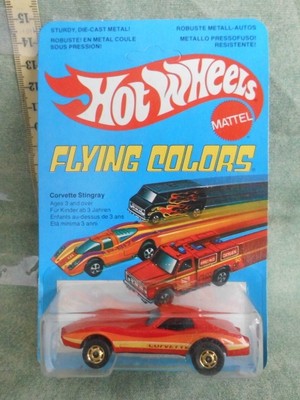 STURDY, DIE-CAST METAL!
ROBUSTE! EN METAL COULE
SOUS PRESSION!
ROBUSTE METALL-AUTOS
METALLO PRESSOFUSO!
RESISTENTE!
Hot Wheels
MATTEL
FLYING COLORS
Corvette Stingray
Ages 3 and over
Für Kinder ab 3 Jahren
Enfants au-dessus de 3 ans
Età minima 3 anni
15
14